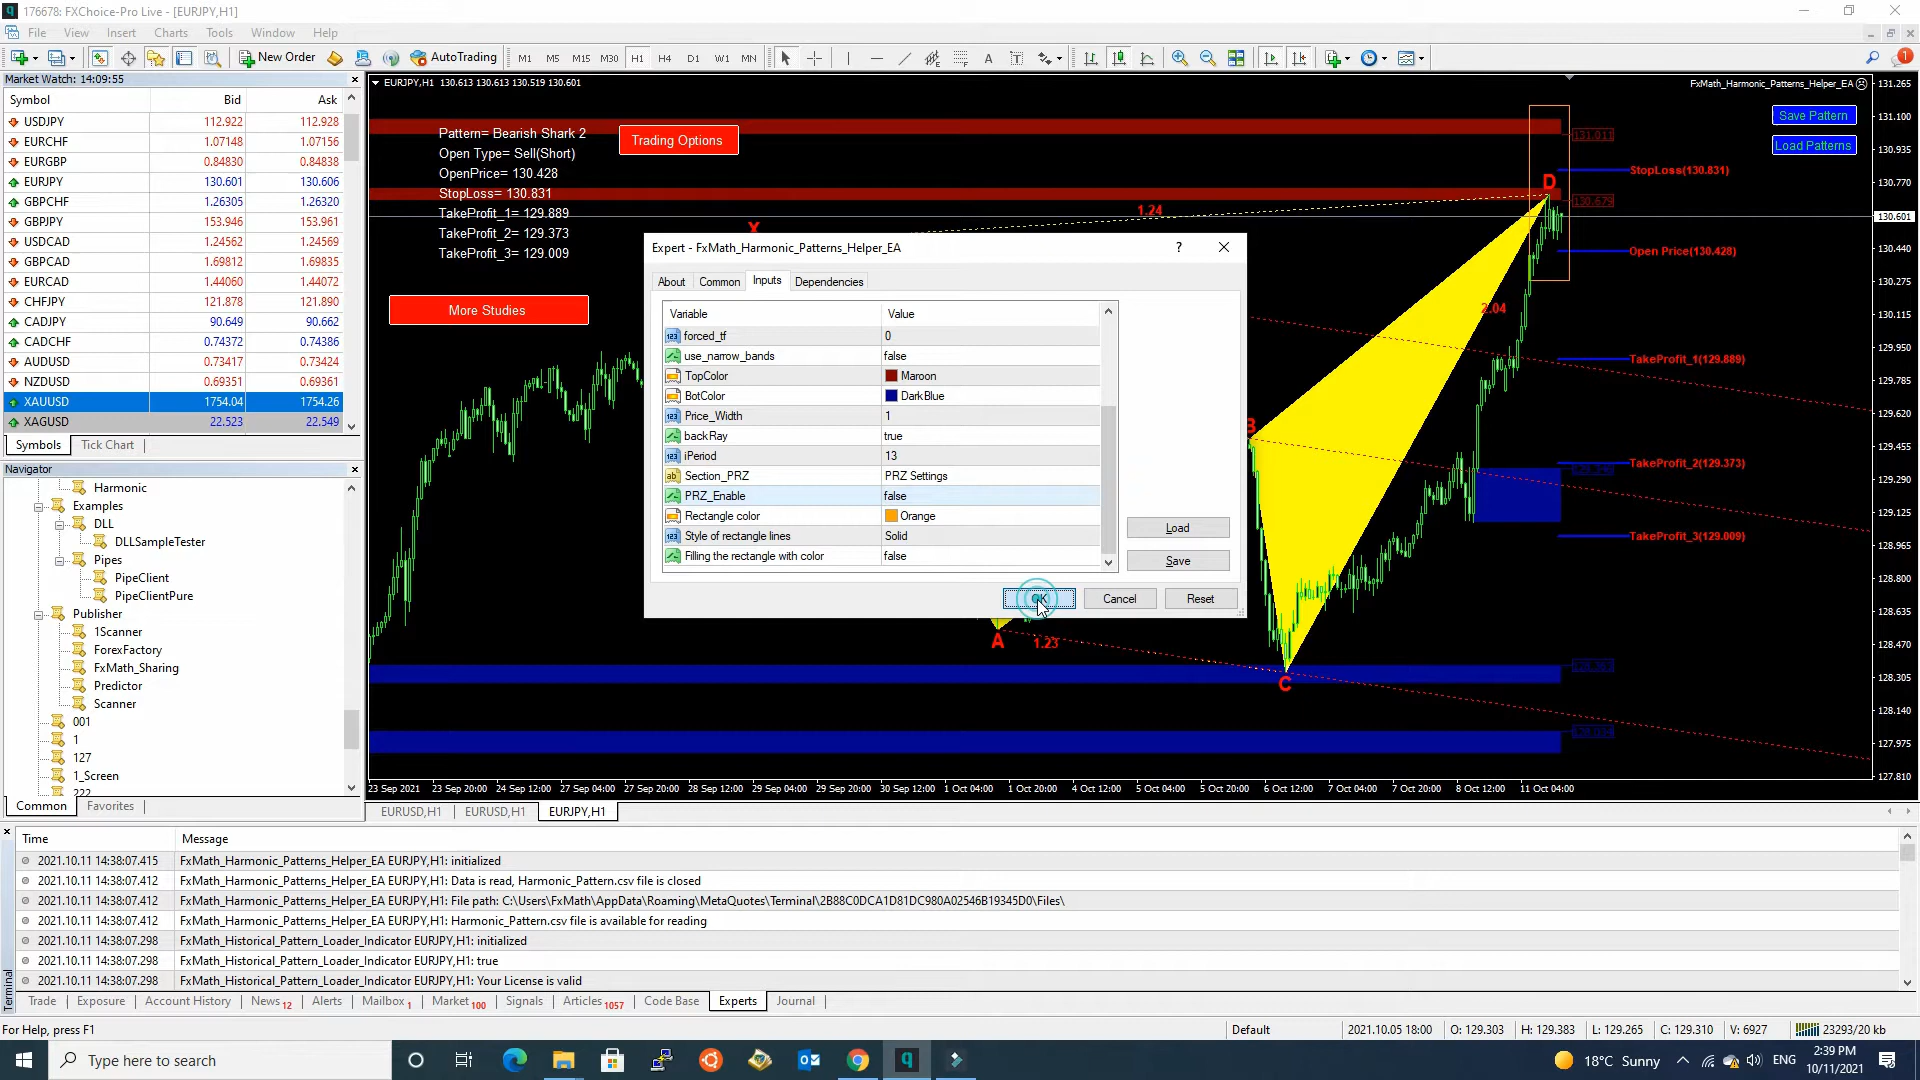 176678: FXChoice-Pro Live - [EURJPY,H1]
File View Insert Charts Tools Window Help
New Order AutoTrading M1 M5 M15 M30 H1 H4 D1 W1 MN A T 1
Market Watch: 14:09:55
Symbol Bid Ask
USDJPY 112.922 112.928
EURCHF 1.07148 1.07156
EURGBP 0.84830 0.84838
EURJPY 130.601 130.606
GBPCHF 1.26305 1.26320
GBPJPY 153.946 153.961
USDCAD 1.24562 1.24569
GBPCAD 1.69812 1.69835
EURCAD 1.44060 1.44072
CHFJPY 121.878 121.890
CADJPY 90.649 90.662
CADCHF 0.74372 0.74386
AUDUSD 0.73417 0.73424
NZDUSD 0.69351 0.69361
XAUUSD 1754.04 1754.26
XAGUSD 22.523 22.549
Symbols Tick Chart
Navigator
Harmonic
Examples
DLL
DLLSampleTester
Pipes
PipeClient
PipeClientPure
Publisher
1Scanner
ForexFactory
FxMath_Sharing
Predictor
Scanner
001
1
127
1_Screen
222
Common Favorites
EURJPY,H1 130.613 130.613 130.519 130.601
FxMath_Harmonic_Patterns_Helper_EA
Pattern= Bearish Shark 2
Open Type= Sell(Short)
OpenPrice= 130.428
StopLoss= 130.831
TakeProfit_1= 129.889
TakeProfit_2= 129.373
TakeProfit_3= 129.009
Trading Options
More Studies
Save Pattern
Load Patterns
X
A
B
C
D
1.24
2.04
1.23
131.011
130.679
StopLoss(130.831)
Open Price(130.428)
TakeProfit_1(129.889)
TakeProfit_2(129.373)
TakeProfit_3(129.009)
131.265
131.100
130.935
130.770
130.601
130.440
130.275
130.115
129.950
129.785
129.620
129.455
129.290
129.125
128.965
128.800
128.635
128.470
128.305
128.140
127.975
127.810
Expert - FxMath_Harmonic_Patterns_Helper_EA ?
About Common Inputs Dependencies
Variable Value
forced_tf 0
use_narrow_bands false
TopColor Maroon
BotColor DarkBlue
Price_Width 1
backRay true
iPeriod 13
Section_PRZ PRZ Settings
PRZ_Enable false
Rectangle color Orange
Style of rectangle lines Solid
Filling the rectangle with color false
Load
Save
OK Cancel Reset
23 Sep 2021 23 Sep 20:00 24 Sep 12:00 27 Sep 04:00 27 Sep 20:00 28 Sep 12:00 29 Sep 04:00 29 Sep 20:00 30 Sep 12:00 1 Oct 04:00 1 Oct 20:00 4 Oct 12:00 5 Oct 04:00 5 Oct 20:00 6 Oct 12:00 7 Oct 04:00 7 Oct 20:00 8 Oct 12:00 11 Oct 04:00
EURUSD,H1 EURUSD,H1 EURJPY,H1
Time Message
2021.10.11 14:38:07.415 FxMath_Harmonic_Patterns_Helper_EA EURJPY,H1: initialized
2021.10.11 14:38:07.412 FxMath_Harmonic_Patterns_Helper_EA EURJPY,H1: Data is read, Harmonic_Pattern.csv file is closed
2021.10.11 14:38:07.412 FxMath_Harmonic_Patterns_Helper_EA EURJPY,H1: File path: C:\Users\FxMath\AppData\Roaming\MetaQuotes\Terminal\2B88C0DCA1D81DC980A02546B19345D0\Files\
2021.10.11 14:38:07.412 FxMath_Harmonic_Patterns_Helper_EA EURJPY,H1: Harmonic_Pattern.csv file is available for reading
2021.10.11 14:38:07.298 FxMath_Historical_Pattern_Loader_Indicator EURJPY,H1: initialized
2021.10.11 14:38:07.298 FxMath_Historical_Pattern_Loader_Indicator EURJPY,H1: true
2021.10.11 14:38:07.298 FxMath_Historical_Pattern_Loader_Indicator EURJPY,H1: Your License is valid
Terminal
Trade Exposure Account History News 12 Alerts Mailbox 1 Market 100 Signals Articles 1057 Code Base Experts Journal
For Help, press F1 Default 2021.10.05 18:00 O: 129.303 H: 129.383 L: 129.265 C: 129.310 V: 6927 23293/20 kb
Type here to search 18°C Sunny ENG 2:39 PM
10/11/2021